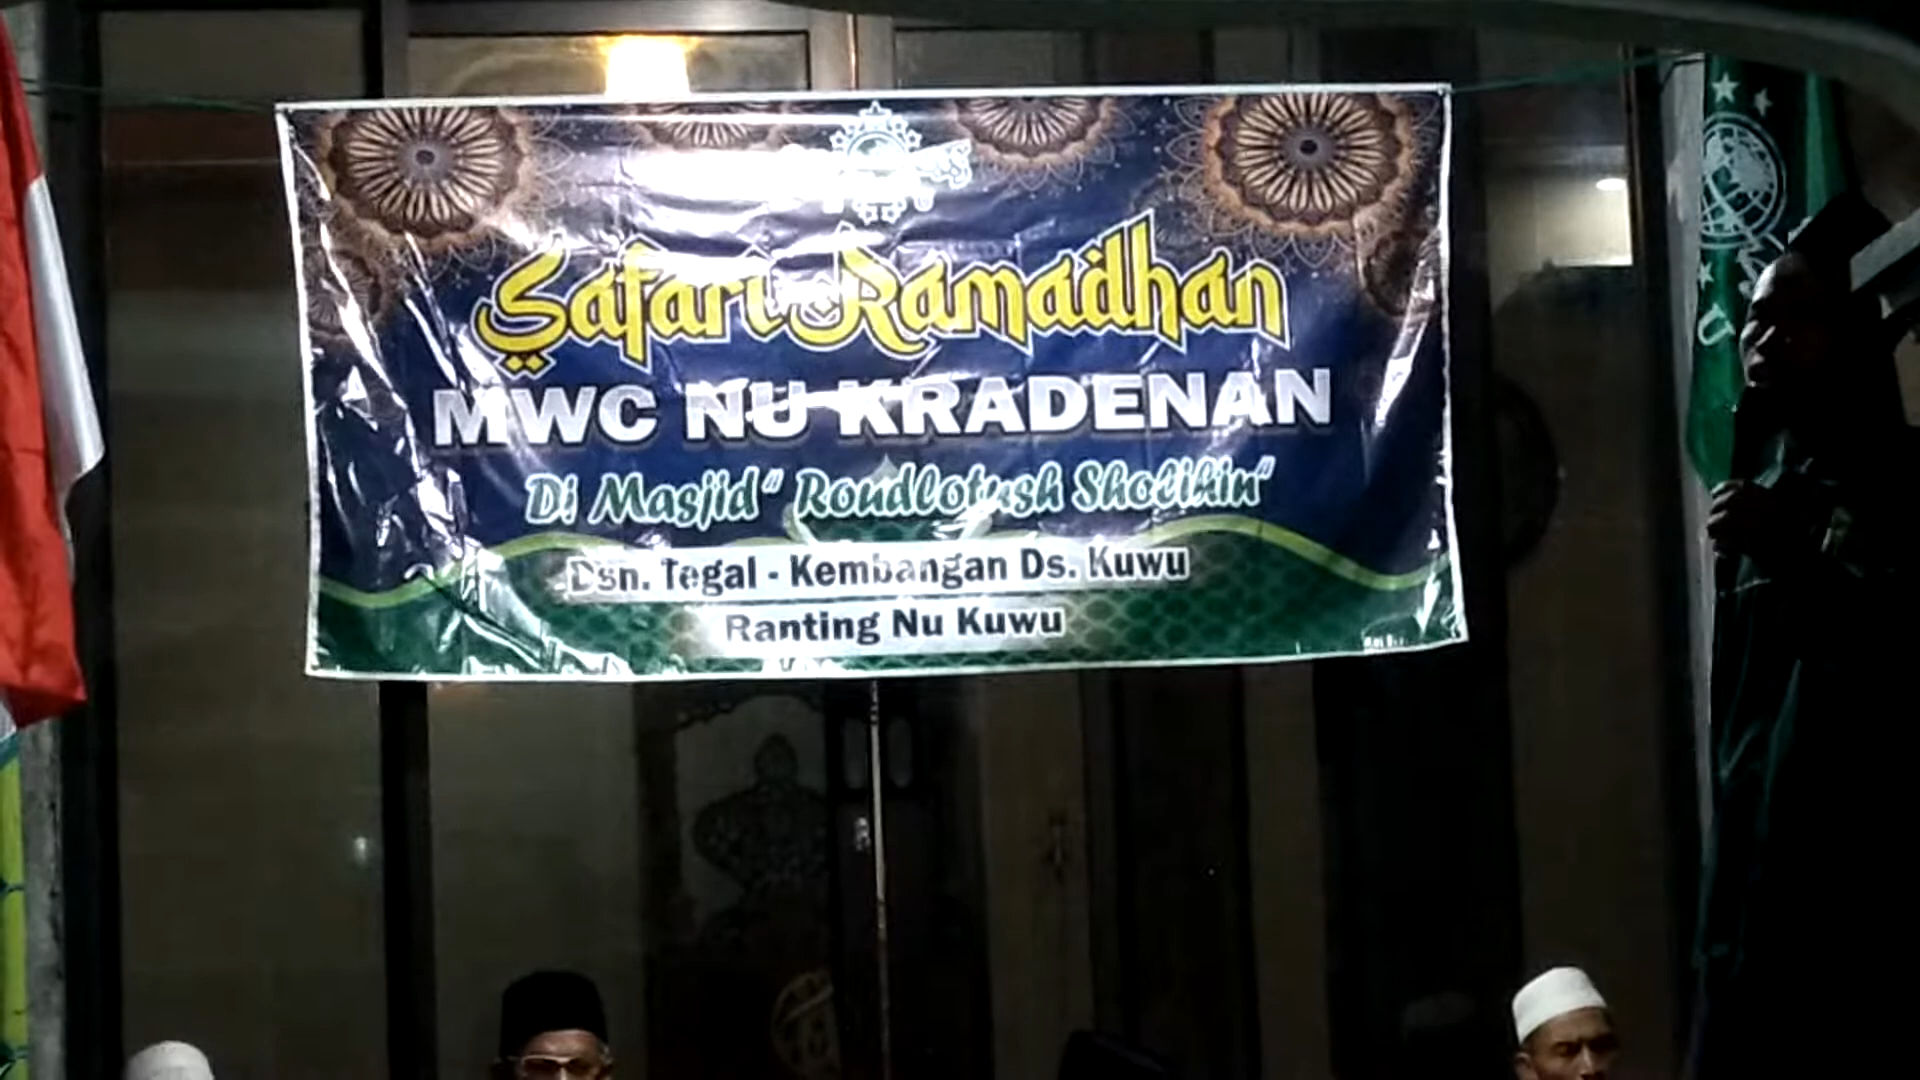 Safari Ramadhan
MWC NU KRADENAN
Di Masjid "Roudlotush Sholihin"
Dsn. Tegal - Kembangan Ds. Kuwu
Ranting Nu Kuwu
U